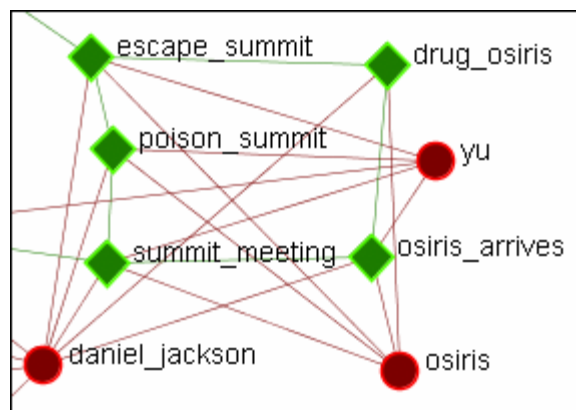 escape_summit
drug_osiris
poison_summit
yu
summit_meeting
osiris_arrives
daniel_jackson
osiris